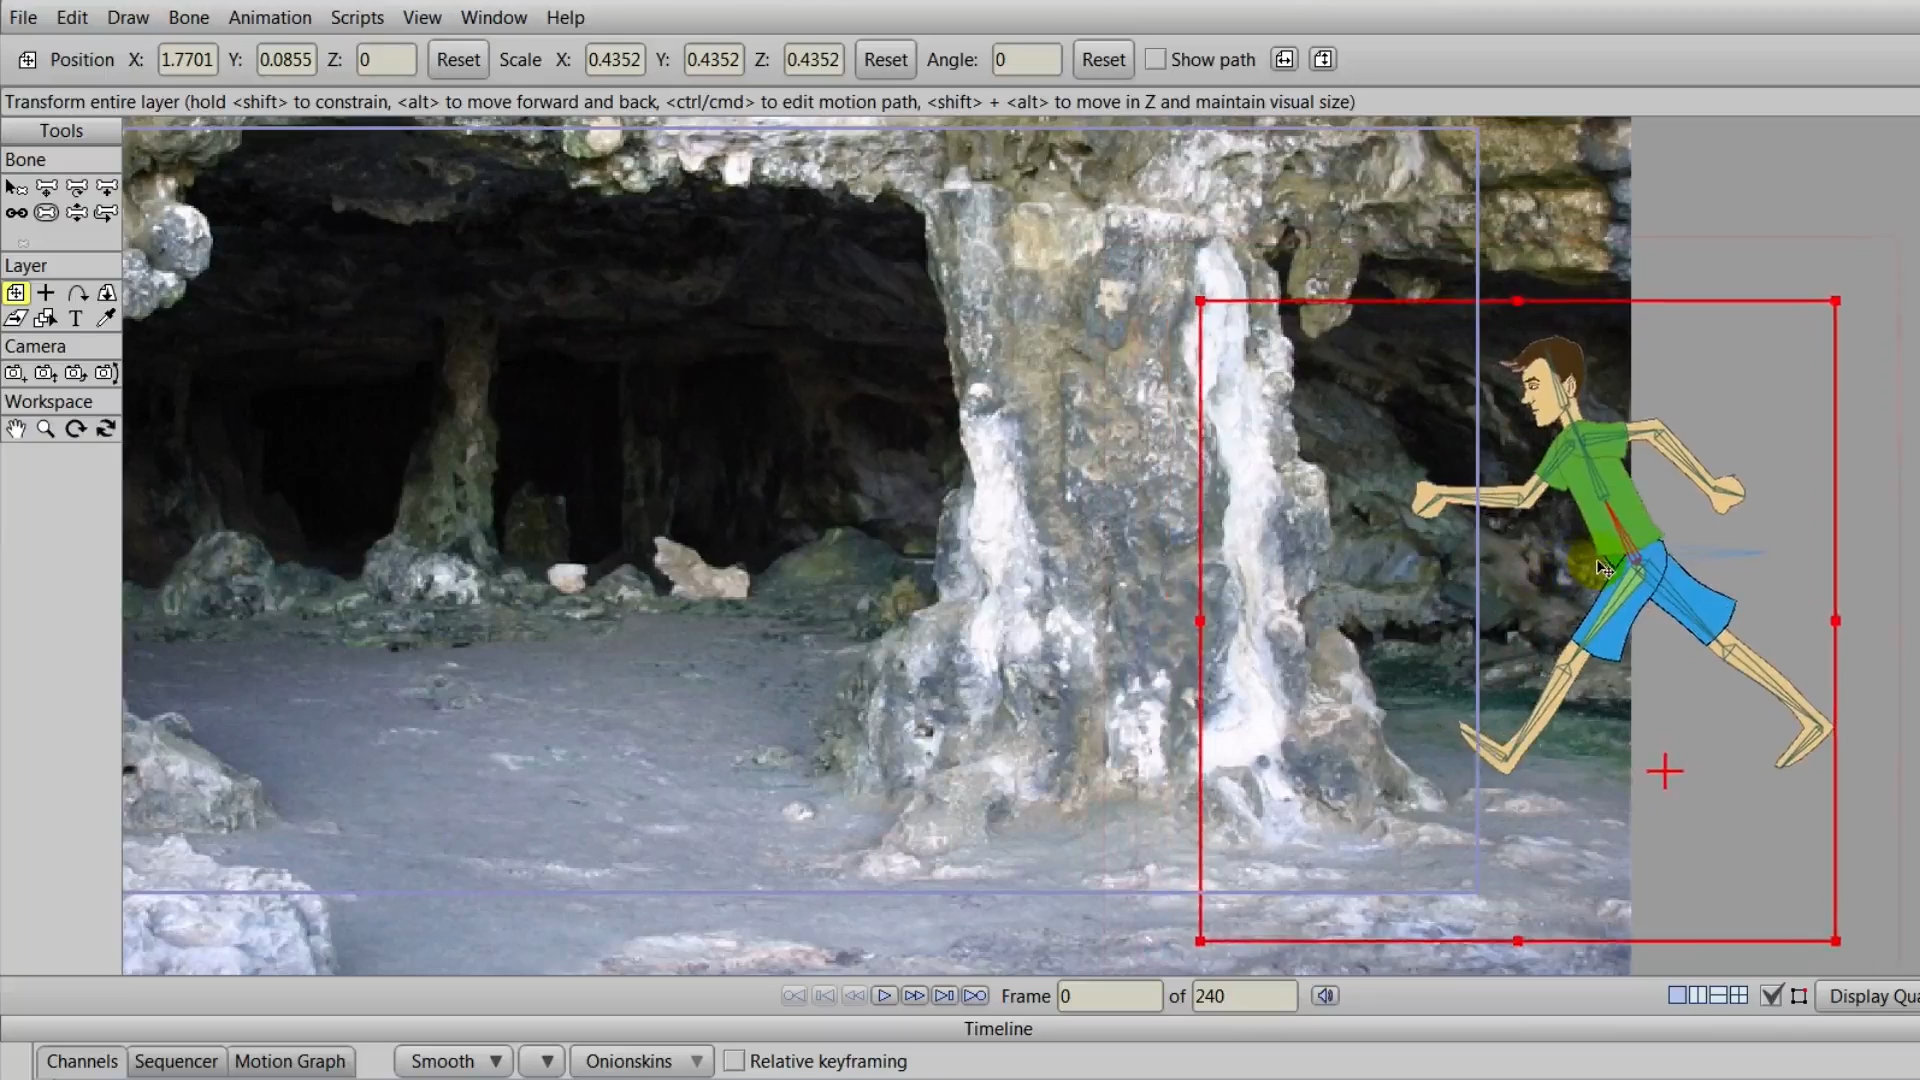 File Edit Draw Bone Animation Scripts View Window Help
Position X: 1.7701 Y: 0.0855 Z: 0 Reset Scale X: 0.4352 Y: 0.4352 Z: 0.4352 Reset Angle: 0 Reset Show path
Transform entire layer (hold <shift> to constrain, <alt> to move forward and back, <ctrl/cmd> to edit motion path, <shift> + <alt> to move in Z and maintain visual size)
Tools
Bone
Layer
T
Camera
Workspace
Frame 0 of 240 Display Qua
Timeline
Channels Sequencer Motion Graph Smooth Onionskins Relative keyframing